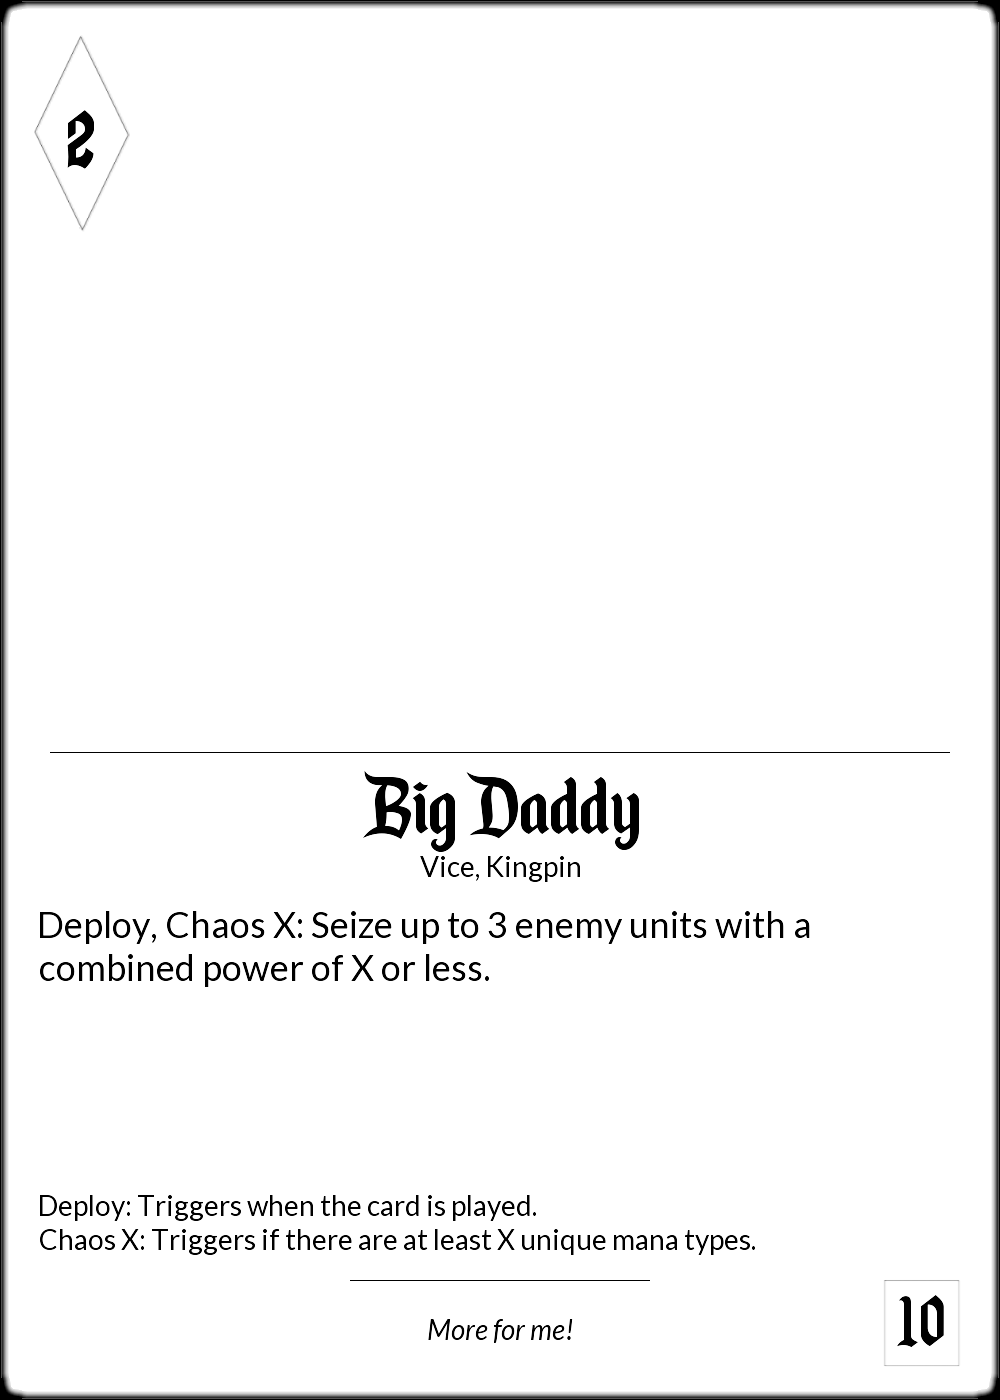 2
Big Daddy
Vice, Kingpin
Deploy, Chaos X: Seize up to 3 enemy units with a
combined power of X or less.
Deploy: Triggers when the card is played.
Chaos X: Triggers if there are at least X unique mana types.
More for me!
10